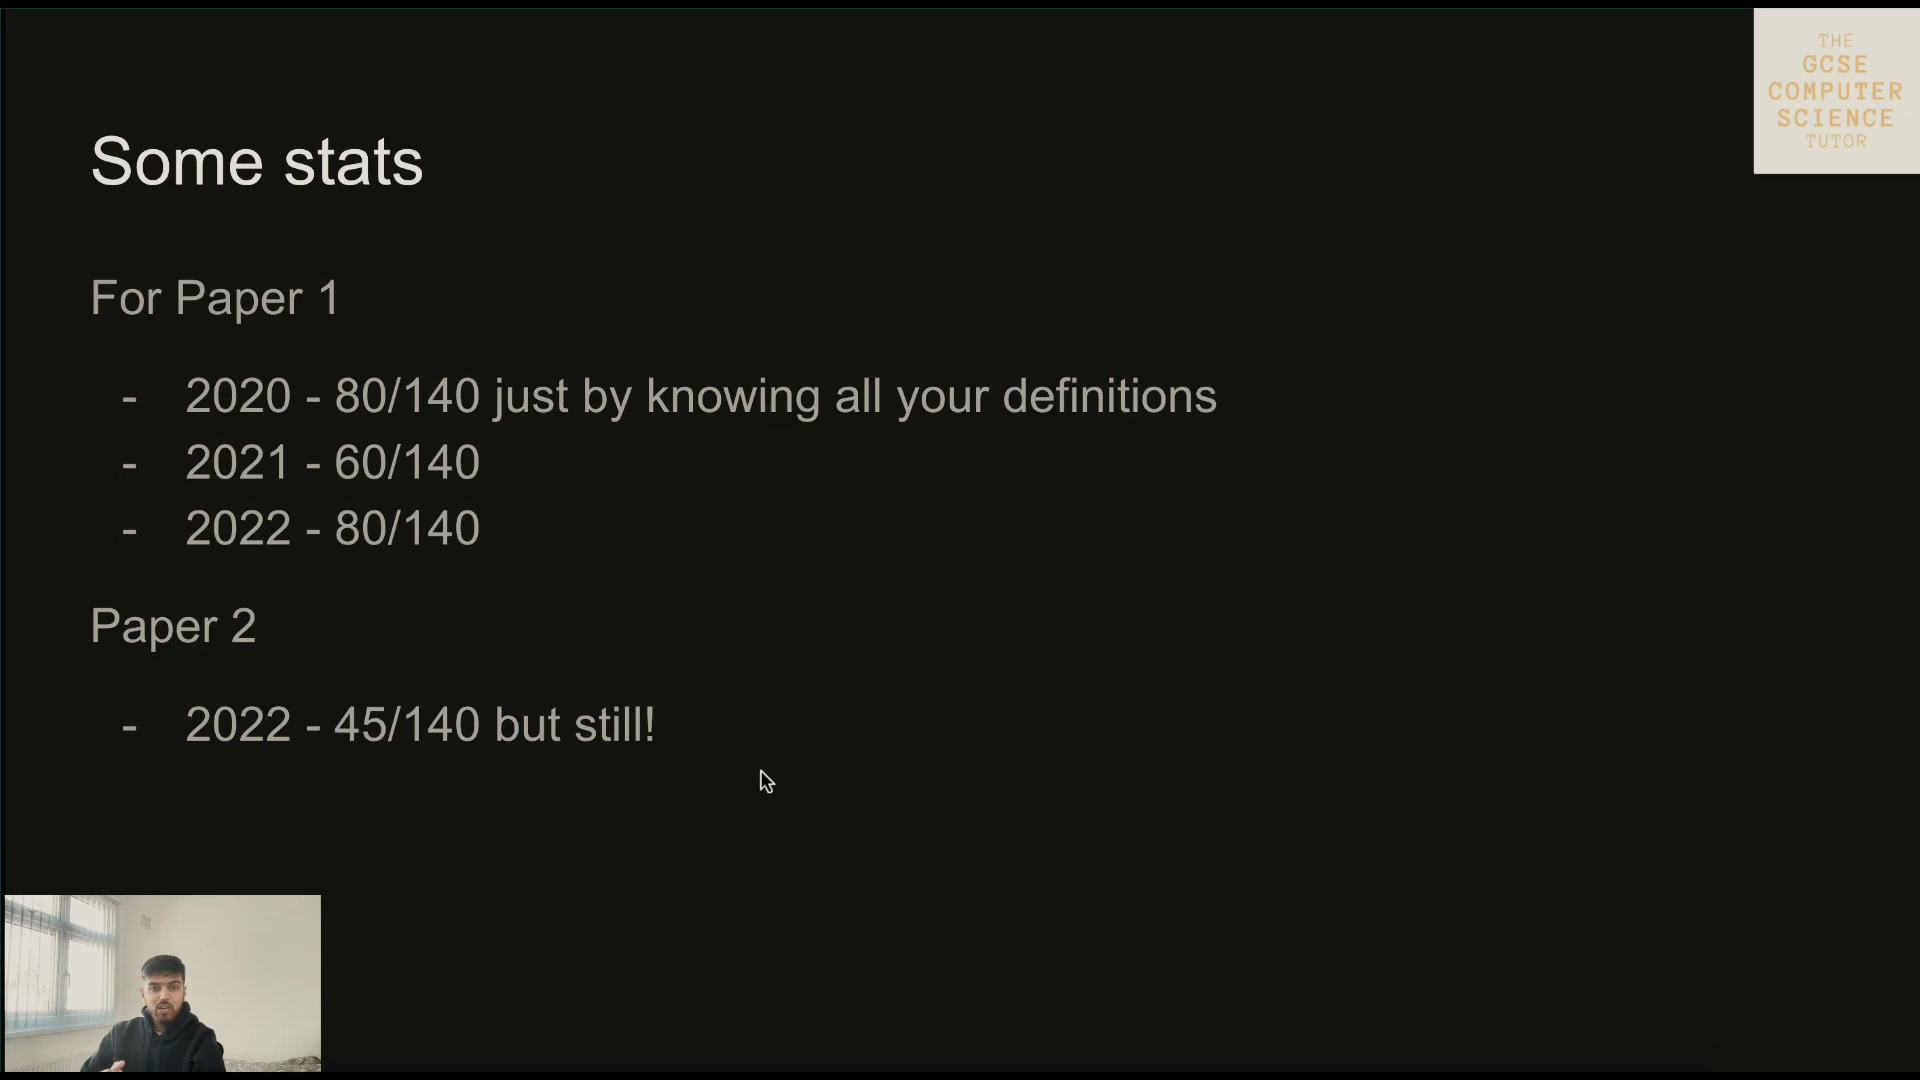 THE
GCSE
COMPUTER
SCIENCE
TUTOR
Some stats
For Paper 1
- 2020 - 80/140 just by knowing all your definitions
- 2021 - 60/140
- 2022 - 80/140
Paper 2
- 2022 - 45/140 but still!